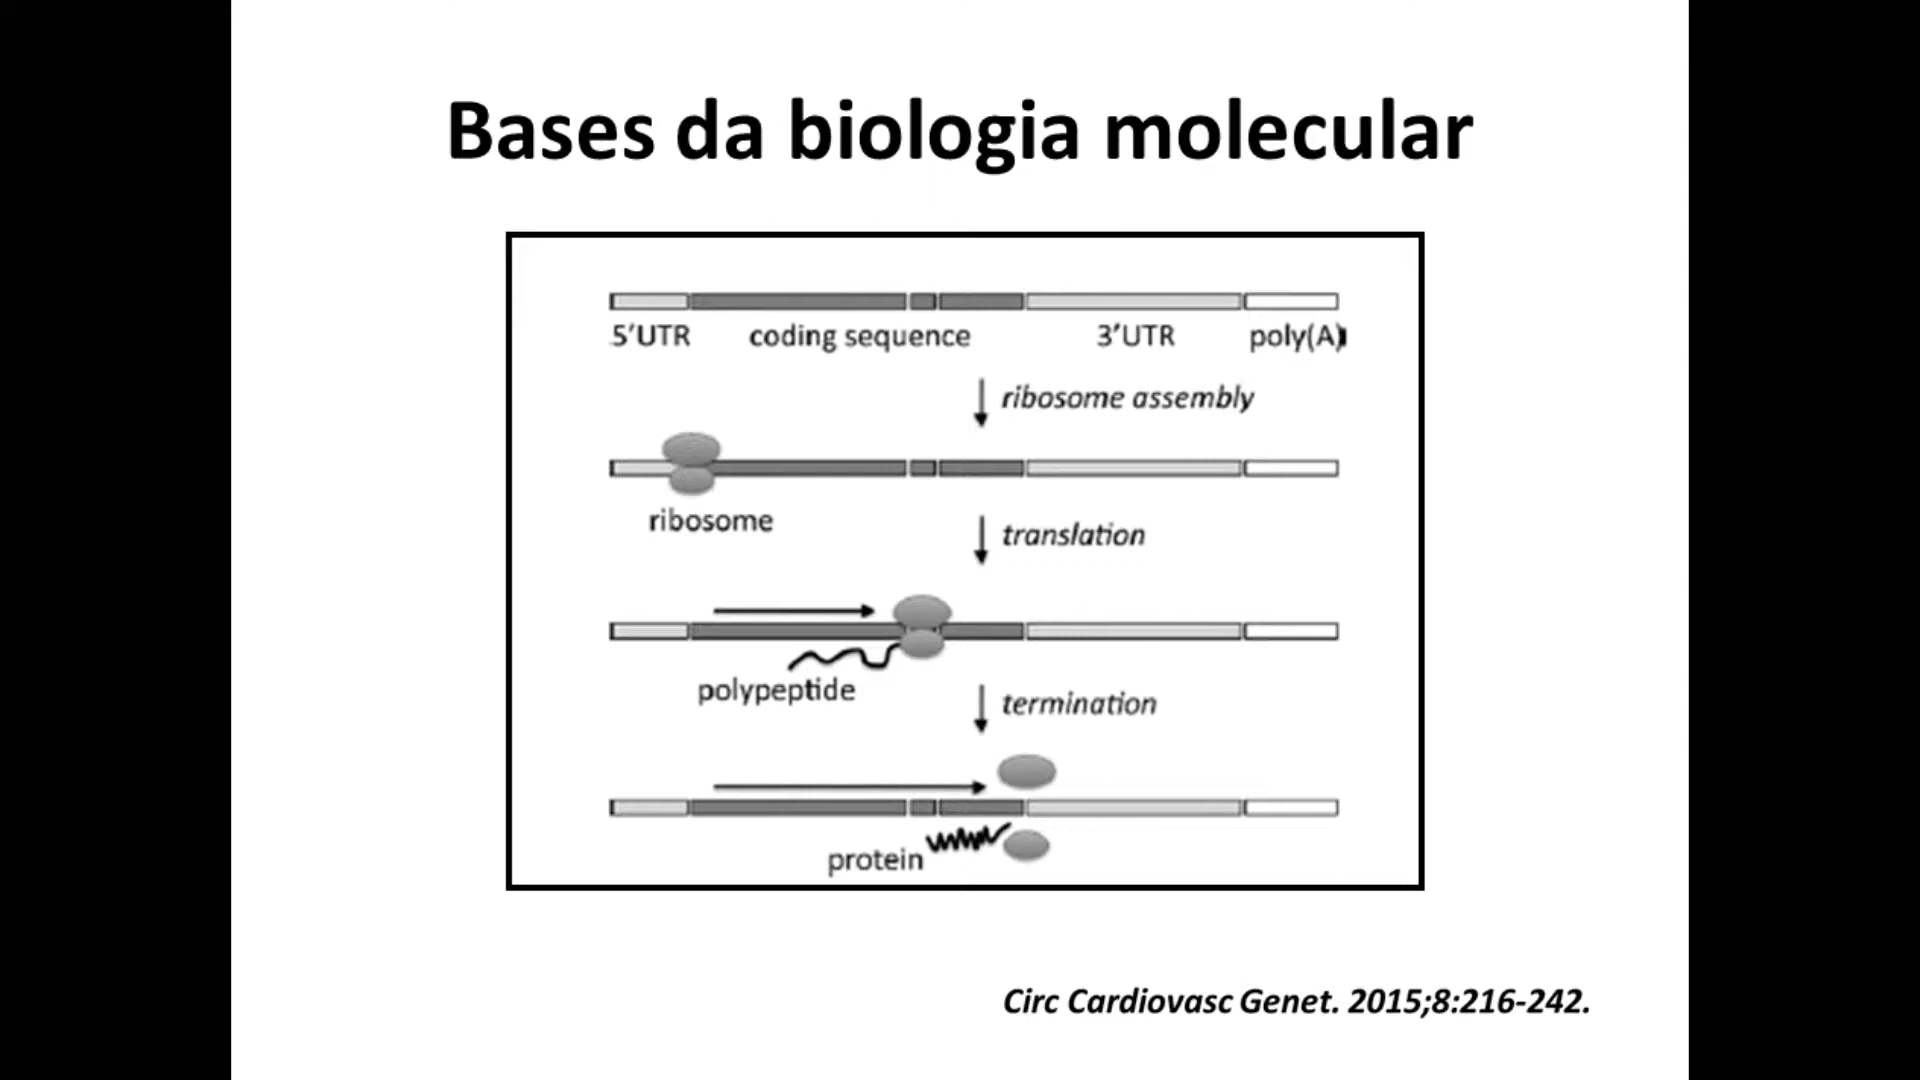 Bases da biologia molecular
5'UTR coding sequence 3'UTR poly(A)
ribosome assembly
ribosome
translation
polypeptide
termination
protein
Circ Cardiovasc Genet. 2015;8:216-242.